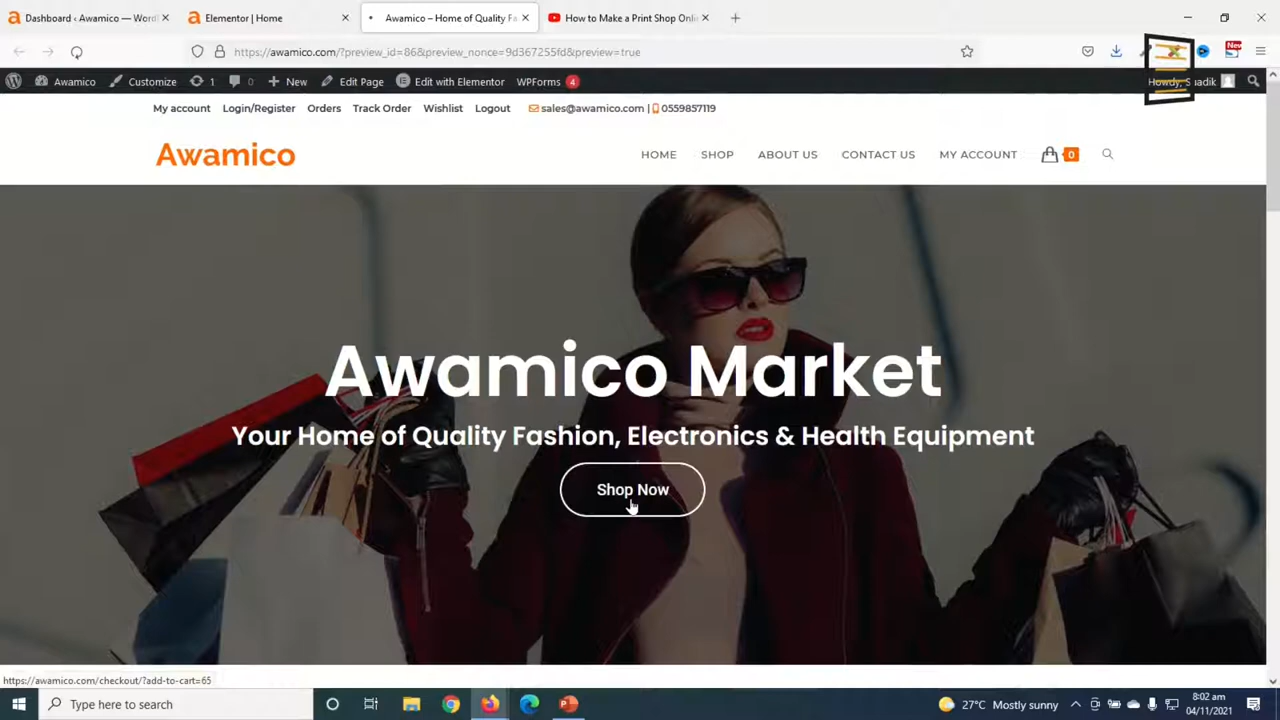 Dashboard ‹ Awamico — Word
Elementor | Home
Awamico – Home of Quality Fa
How to Make a Print Shop Onli
https://awamico.com/?preview_id=86&preview_nonce=9d367255fd&preview=true
New
Awamico
Customize
1
0
New
Edit Page
Edit with Elementor
WPForms 4
Howdy, Suadik
My account
Login/Register
Orders
Track Order
Wishlist
Logout
sales@awamico.com | 0559857119
Awamico
HOME
SHOP
ABOUT US
CONTACT US
MY ACCOUNT
0
Awamico Market
Your Home of Quality Fashion, Electronics & Health Equipment
Shop Now
https://awamico.com/checkout/?add-to-cart=65
Type here to search
27°C Mostly sunny
8:02 am
04/11/2021